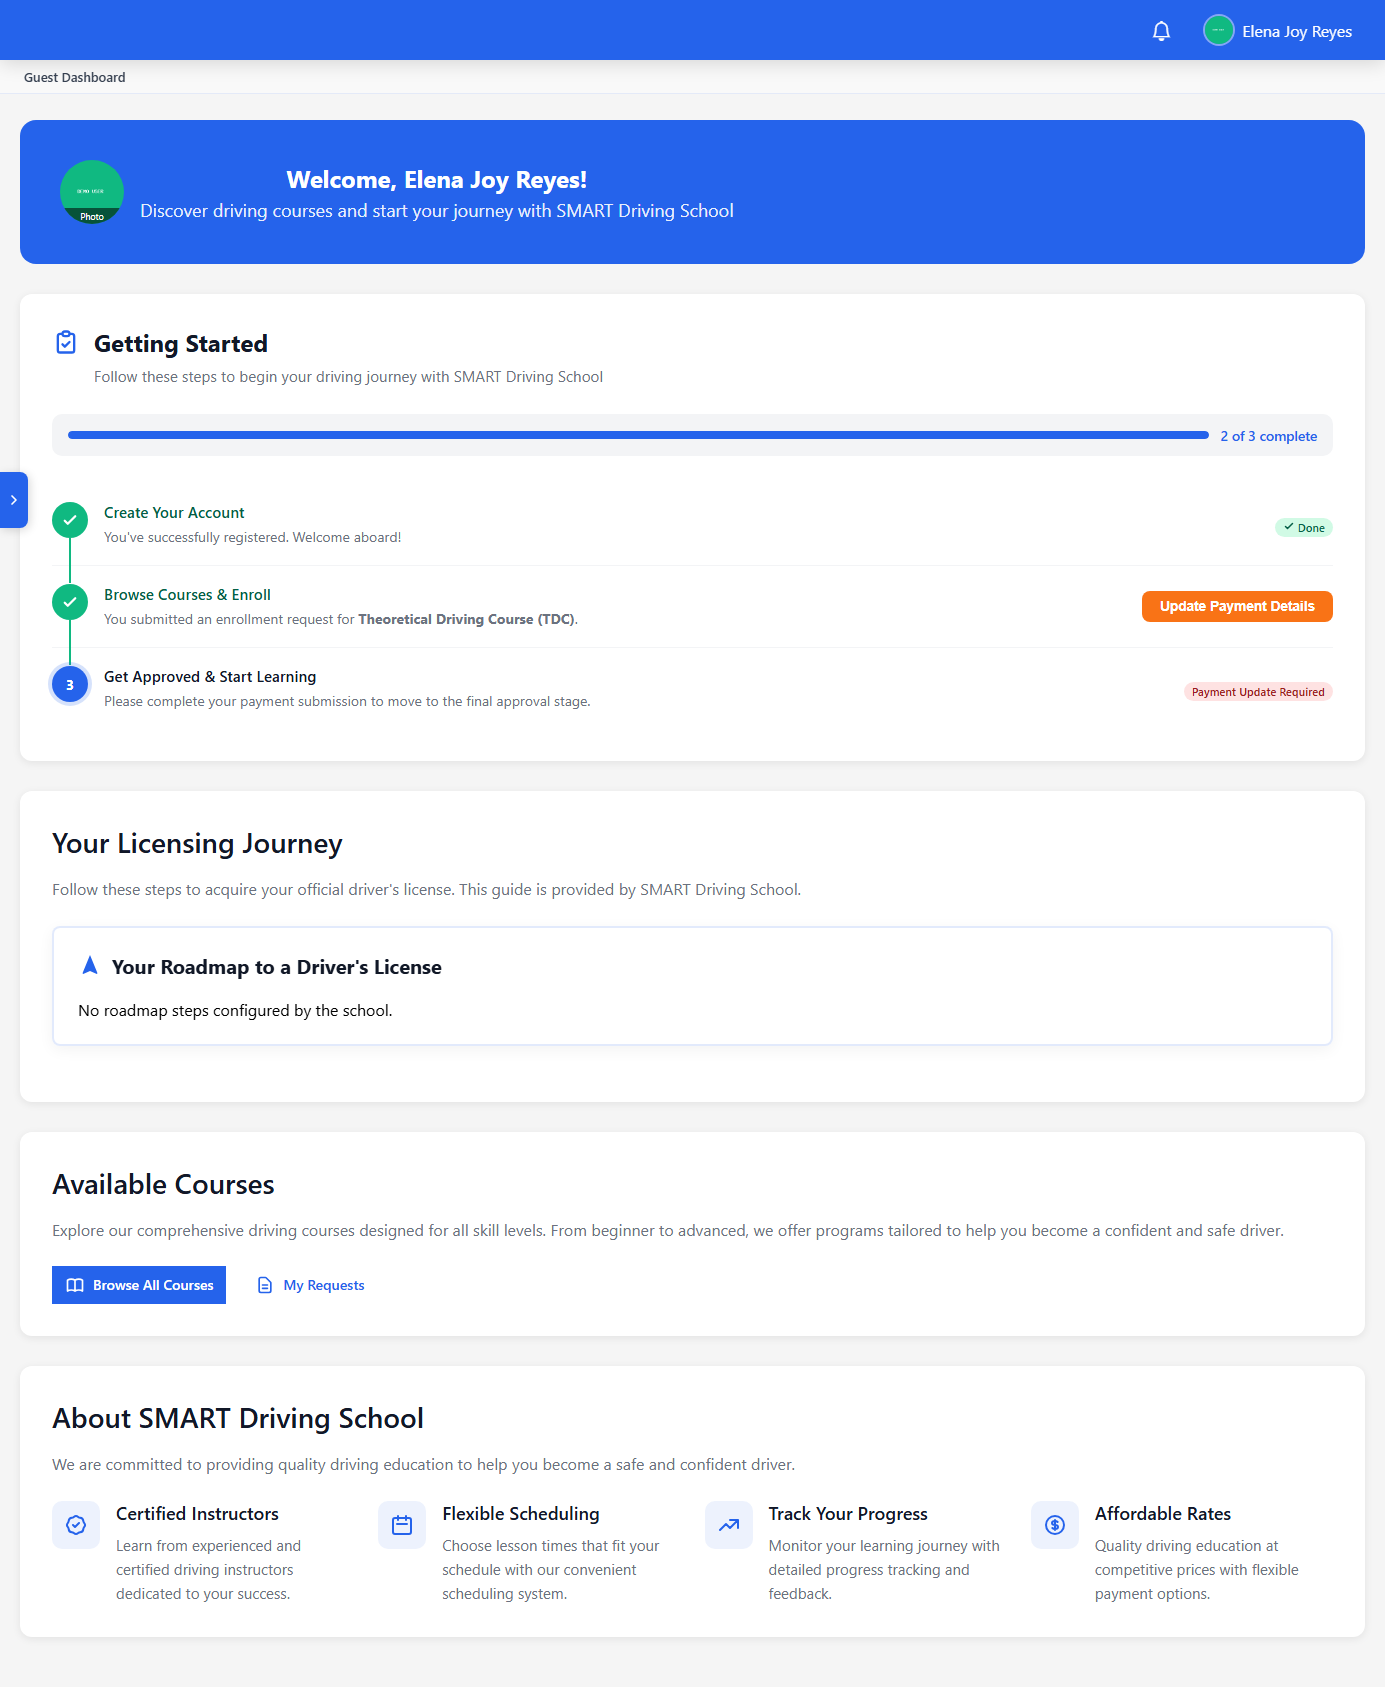 Elena Joy Reyes
Guest Dashboard
DEMO USER
Photo
Welcome, Elena Joy Reyes!
Discover driving courses and start your journey with SMART Driving School
Getting Started
Follow these steps to begin your driving journey with SMART Driving School
2 of 3 complete
Create Your Account
You've successfully registered. Welcome aboard!
Done
Browse Courses & Enroll
You submitted an enrollment request for Theoretical Driving Course (TDC).
Update Payment Details
3
Get Approved & Start Learning
Please complete your payment submission to move to the final approval stage.
Payment Update Required
Your Licensing Journey
Follow these steps to acquire your official driver's license. This guide is provided by SMART Driving School.
Your Roadmap to a Driver's License
No roadmap steps configured by the school.
Available Courses
Explore our comprehensive driving courses designed for all skill levels. From beginner to advanced, we offer programs tailored to help you become a confident and safe driver.
Browse All Courses
My Requests
About SMART Driving School
We are committed to providing quality driving education to help you become a safe and confident driver.
Certified Instructors
Learn from experienced and
certified driving instructors
dedicated to your success.
Flexible Scheduling
Choose lesson times that fit your
schedule with our convenient
scheduling system.
Track Your Progress
Monitor your learning journey with
detailed progress tracking and
feedback.
Affordable Rates
Quality driving education at
competitive prices with flexible
payment options.